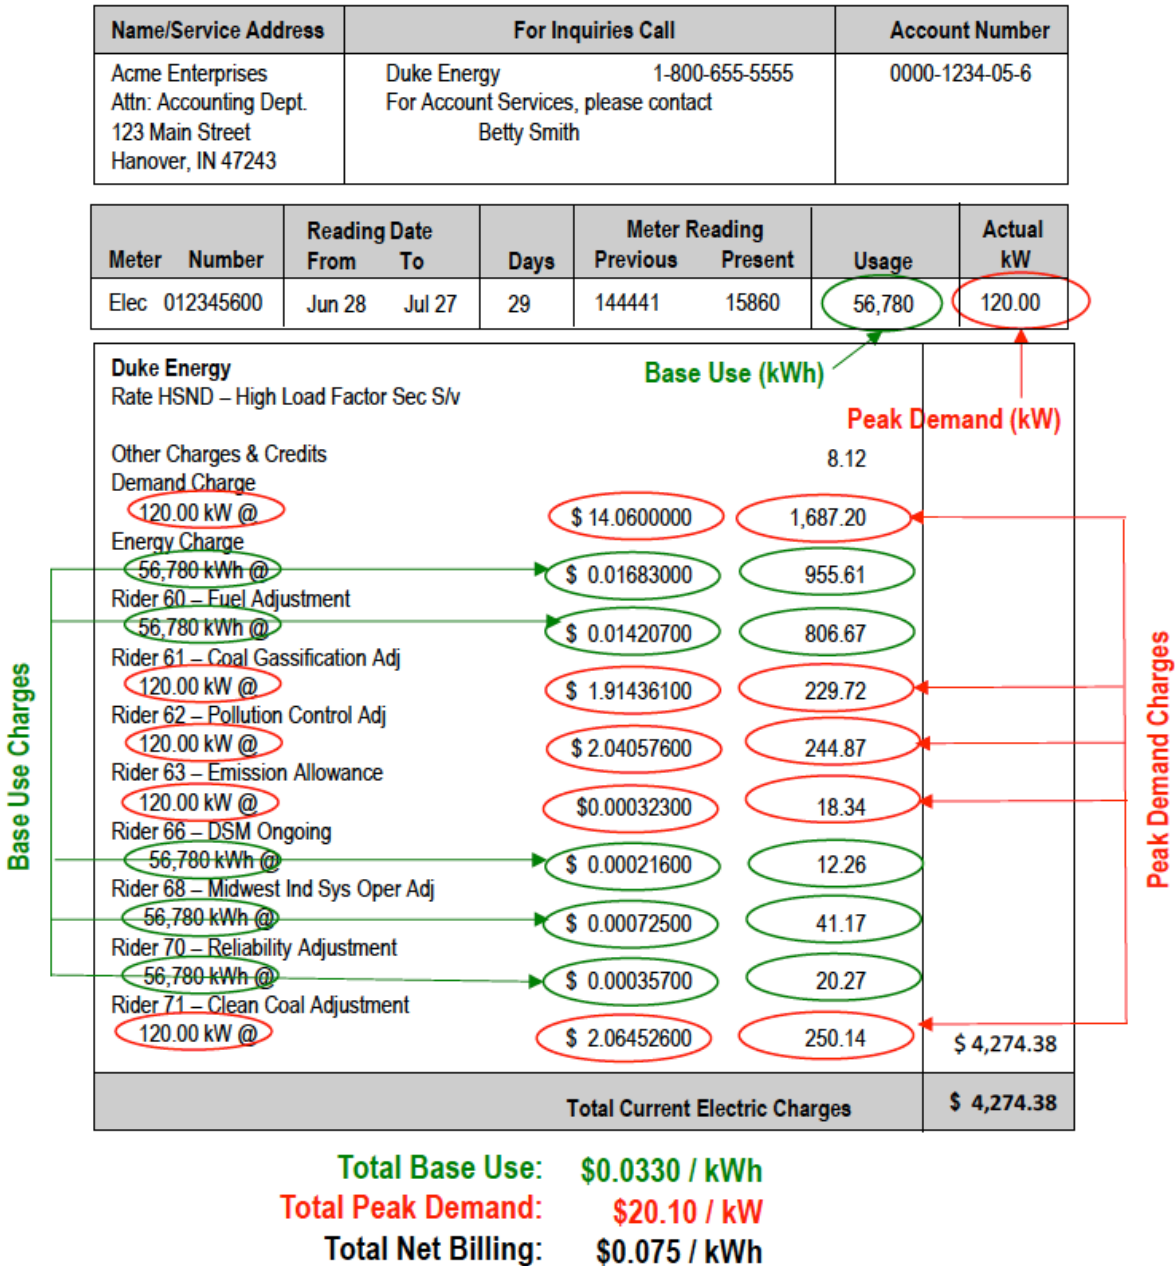 Name/Service Address For Inquiries Call Account Number
Acme Enterprises Duke Energy 1-800-655-5555 0000-1234-05-6
Attn: Accounting Dept. For Account Services, please contact
123 Main Street Betty Smith
Hanover, IN 47243
Reading Date Meter Reading Actual
Meter Number From To Days Previous Present Usage kW
Elec 012345600 Jun 28 Jul 27 29 144441 15860 56,780 120.00
Duke Energy
Base Use (kWh)
Rate HSND – High Load Factor Sec S/v
Peak Demand (kW)
Other Charges & Credits 8.12
Demand Charge
120.00 kW @ $ 14.0600000 1,687.20
Energy Charge
56,780 kWh @ $ 0.01683000 955.61
Rider 60 – Fuel Adjustment
56,780 kWh @ $ 0.01420700 806.67
Rider 61 – Coal Gassification Adj
120.00 kW @ $ 1.91436100 229.72
Rider 62 – Pollution Control Adj
120.00 kW @ $ 2.04057600 244.87
Rider 63 – Emission Allowance
120.00 kW @ $0.00032300 18.34
Rider 66 – DSM Ongoing
56,780 kWh @ $ 0.00021600 12.26
Rider 68 – Midwest Ind Sys Oper Adj
56,780 kWh @ $ 0.00072500 41.17
Rider 70 – Reliability Adjustment
56,780 kWh @ $ 0.00035700 20.27
Rider 71 – Clean Coal Adjustment
120.00 kW @ $ 2.06452600 250.14 $ 4,274.38
Total Current Electric Charges $ 4,274.38
Base Use Charges
Peak Demand Charges
Total Base Use: $0.0330 / kWh
Total Peak Demand: $20.10 / kW
Total Net Billing: $0.075 / kWh